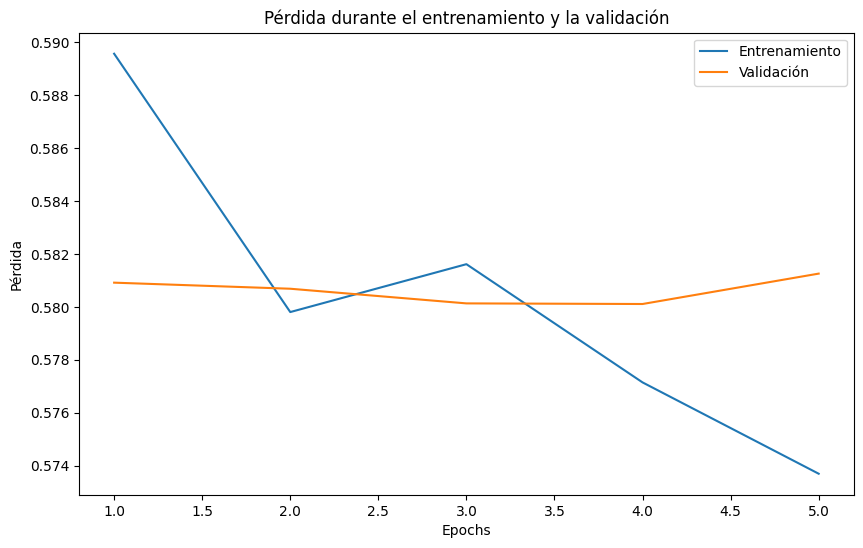 Pérdida durante el entrenamiento y la validación
Entrenamiento
Validación
Pérdida
0.590
0.588
0.586
0.584
0.582
0.580
0.578
0.576
0.574
1.0 1.5 2.0 2.5 3.0 3.5 4.0 4.5 5.0
Epochs